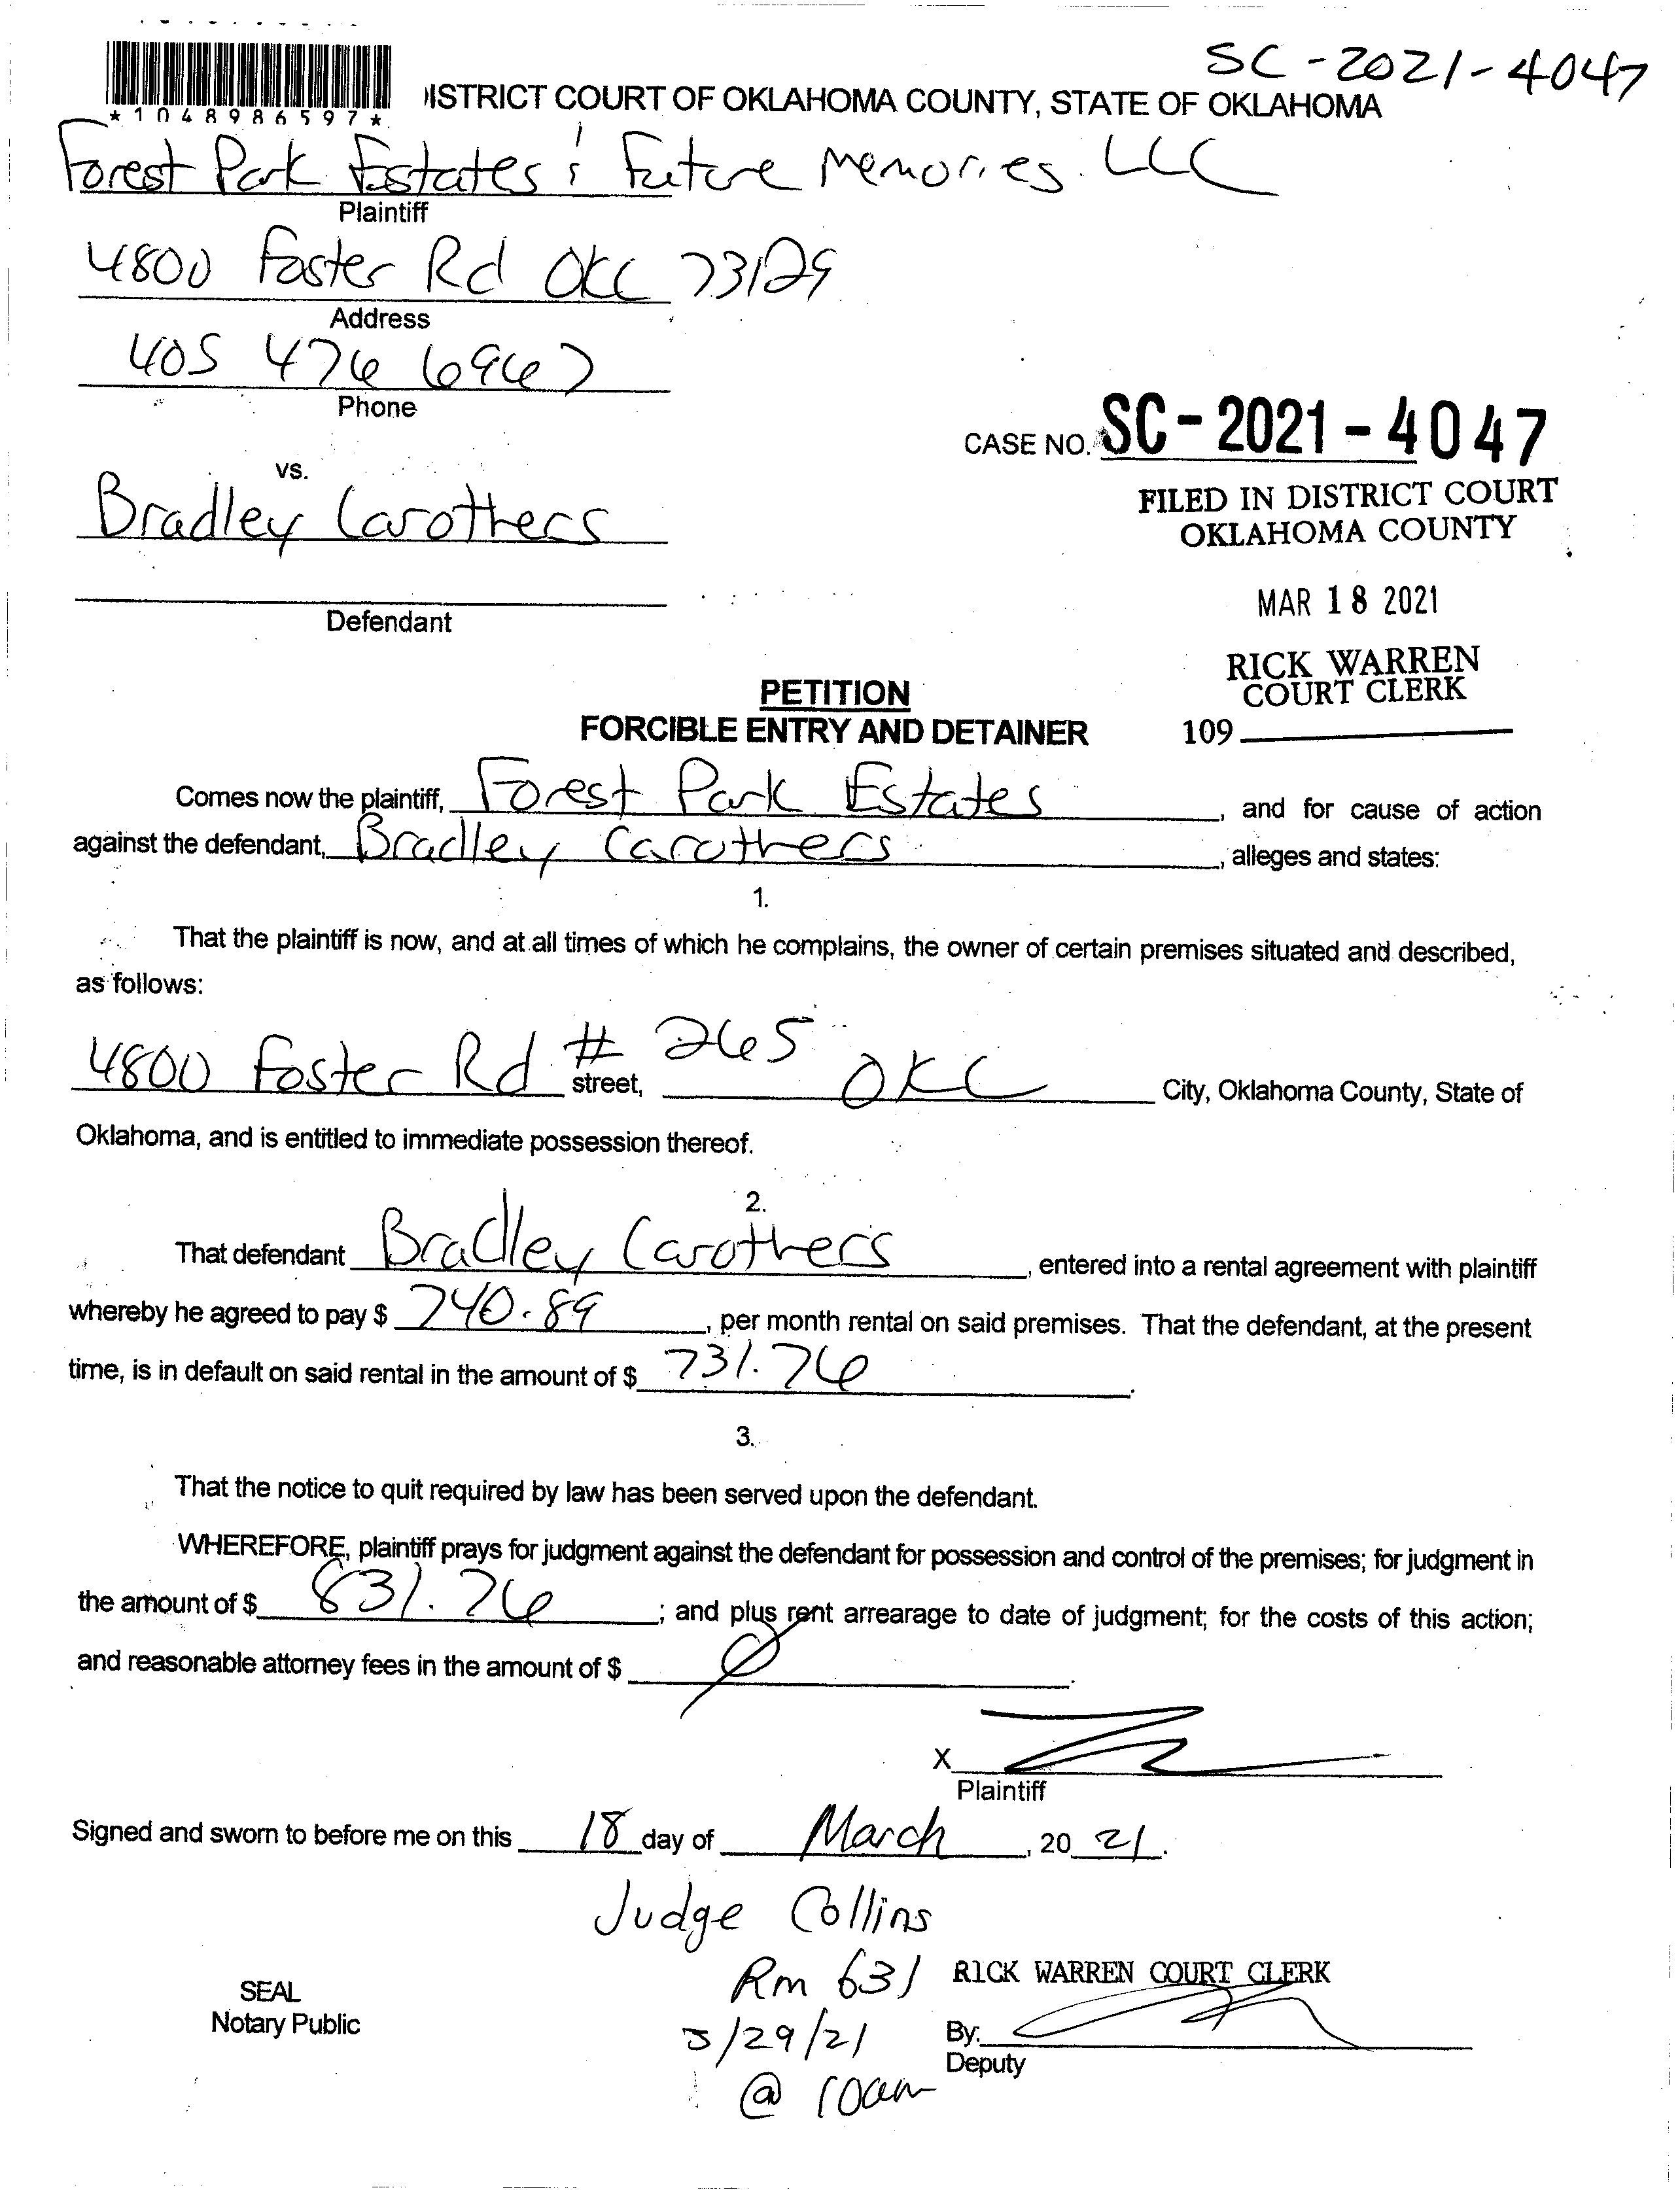 SC-2021-4047
*1048986597*
DISTRICT COURT OF OKLAHOMA COUNTY, STATE OF OKLAHOMA
Forest Park Estates ; Future Memories LLC
Plaintiff
4800 Foster Rd OKC 73129
Address
405 476 6967
Phone
CASE NO. SC-2021-4047
vs.
FILED IN DISTRICT COURT
OKLAHOMA COUNTY
Bradley Carothers
MAR 18 2021
Defendant
RICK WARREN
COURT CLERK
PETITION
FORCIBLE ENTRY AND DETAINER
109
Comes now the plaintiff, Forest Park Estates, and for cause of action
against the defendant, Bradley Carothers, alleges and states:
1.
That the plaintiff is now, and at all times of which he complains, the owner of certain premises situated and described,
as follows:
4800 Foster Rd # 265 street, OKC City, Oklahoma County, State of
Oklahoma, and is entitled to immediate possession thereof.
2.
That defendant Bradley Carothers, entered into a rental agreement with plaintiff
whereby he agreed to pay $ 740.89, per month rental on said premises. That the defendant, at the present
time, is in default on said rental in the amount of $ 731.76.
3.
That the notice to quit required by law has been served upon the defendant.
WHEREFORE, plaintiff prays for judgment against the defendant for possession and control of the premises; for judgment in
the amount of $ 831.76; and plus rent arrearage to date of judgment; for the costs of this action;
and reasonable attorney fees in the amount of $ Ø.
X
Plaintiff
Signed and sworn to before me on this 18 day of March, 20 21.
Judge Collins
Rm 631
RICK WARREN COURT CLERK
SEAL
Notary Public
3/29/21
By:
Deputy
@ 10am